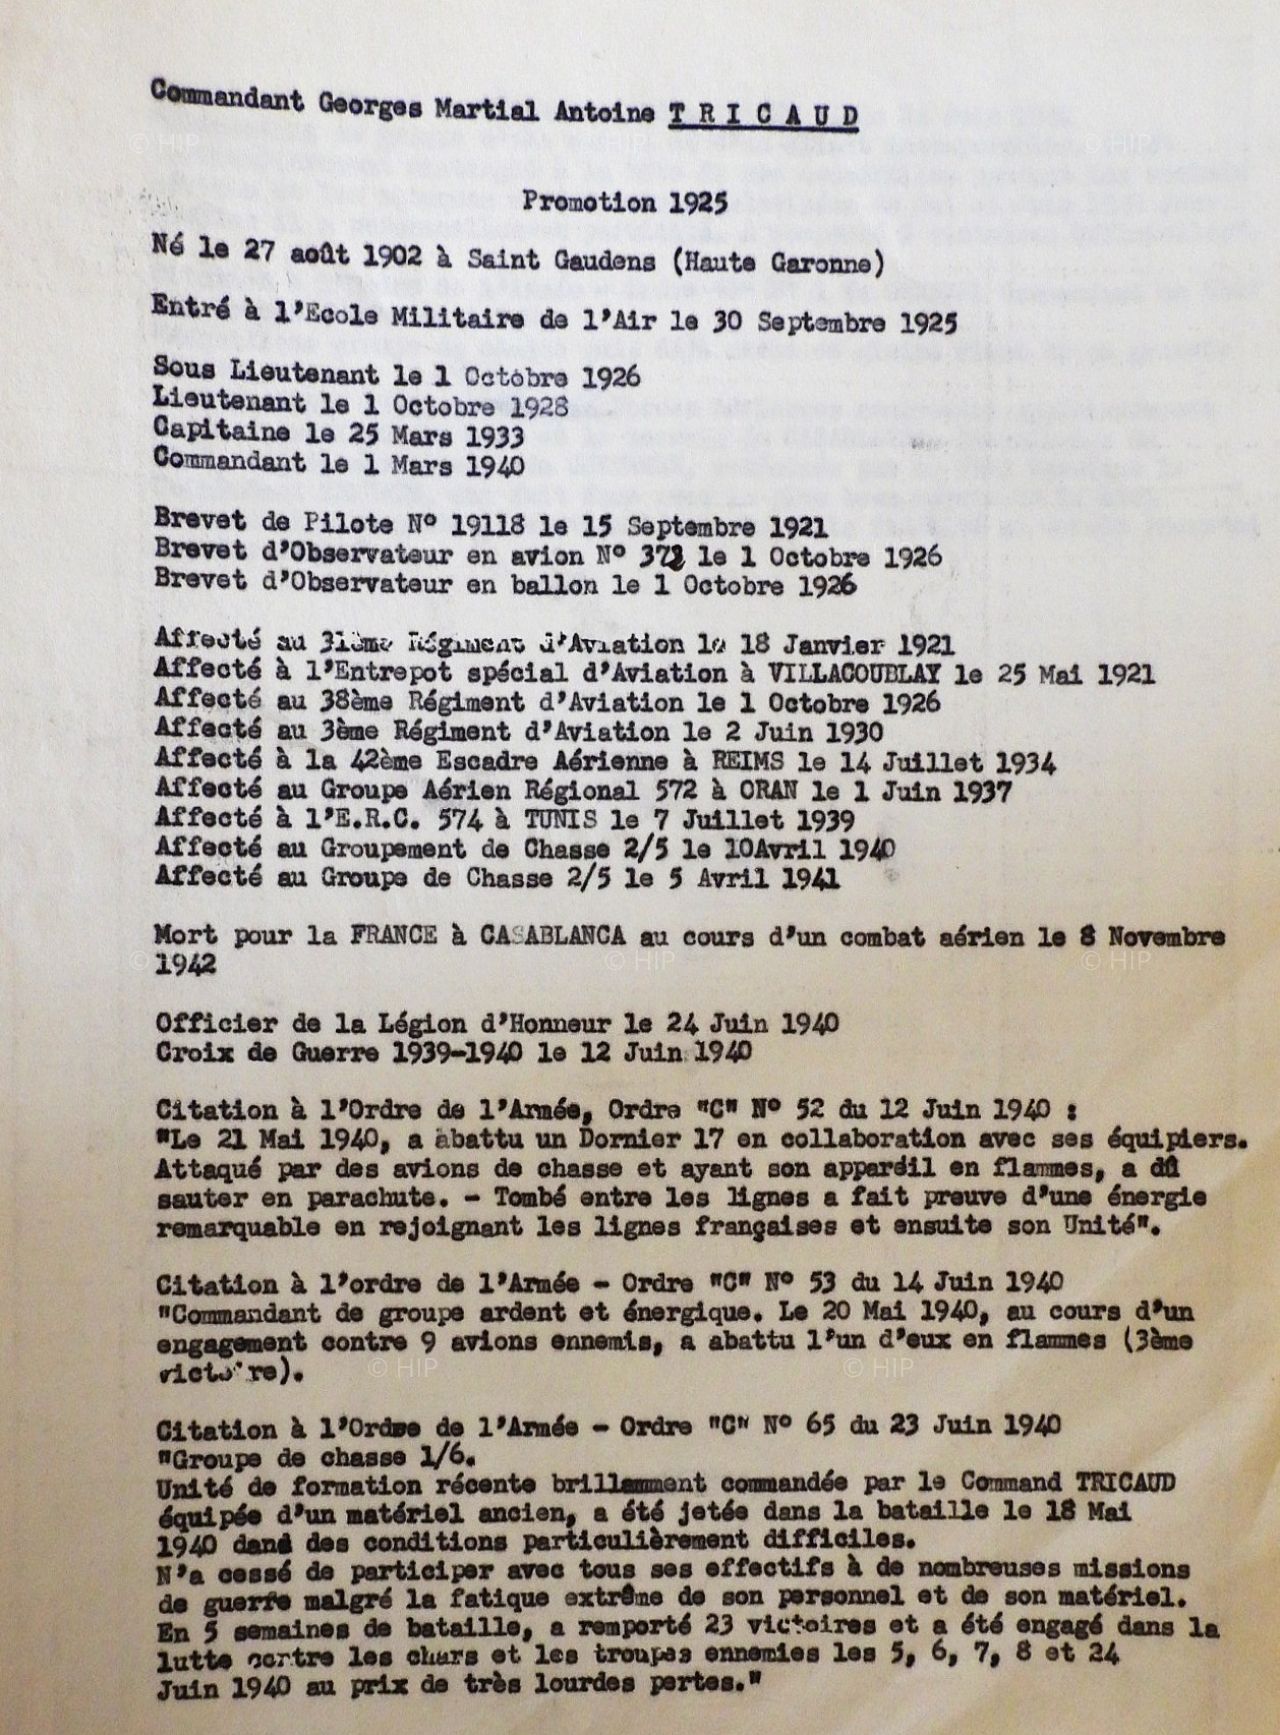 Commandant Georges Martial Antoine T R I C A U D
Promotion 1925
Né le 27 août 1902 à Saint Gaudens (Haute Garonne)
Entré à l'Ecole Militaire de l'Air le 30 Septembre 1925
Sous Lieutenant le 1 Octobre 1926
Lieutenant le 1 Octobre 1928
Capitaine le 25 Mars 1933
Commandant le 1 Mars 1940
Brevet de Pilote N° 19118 le 15 Septembre 1921
Brevet d'Observateur en avion N° le 1 Octobre 1926
Brevet d'Observateur en ballon le 1 Octobre 1926
Affecté au 31ème Régiment d'Aviation le 18 Janvier 1921
Affecté à l'Entrepot spécial d'Aviation à VILLACOUBLAY le 25 Mai 1921
Affecté au 38ème Régiment d'Aviation le 1 Octobre 1926
Affecté au 3ème Régiment d'Aviation le 2 Juin 1930
Affecté à la 42ème Escadre Aérienne à REIMS le 14 Juillet 1934
Affecté au Groupe Aérien Régional 572 à ORAN le 1 Juin 1937
Affecté à l'E.R.C. 574 à TUNIS le 7 Juillet 1939
Affecté au Groupement de Chasse 2/5 le 10Avril 1940
Affecté au Groupe de Chasse 2/5 le 5 Avril 1941
Mort pour la FRANCE à CASABLANCA au cours d'un combat aérien le 8 Novembre
1942
© HIP
© HIP
Officier de la Légion d'Honneur le 24 Juin 1940
Croix de Guerre 1939-1940 le 12 Juin 1940
Citation à l'Ordre de l'Armée, Ordre "C" N° 52 du 12 Juin 1940 :
"Le 21 Mai 1940, a abattu un Dornier 17 en collaboration avec ses équipiers.
Attaqué par des avions de chasse et ayant son appareil en flammes, a dû
sauter en parachute. - Tombé entre les lignes a fait preuve d'une énergie
remarquable en rejoignant les lignes françaises et ensuite son Unité".
Citation à l'ordre de l'Armée - Ordre "C" N° 53 du 14 Juin 1940
"Commandant de groupe ardent et énergique. Le 20 Mai 1940, au cours d'un
engagement contre 9 avions ennemis, a abattu l'un d'eux en flammes (3ème
victoire).
© HIP
© HIP
Citation à l'Ordre de l'Armée - Ordre "C" N° 65 du 23 Juin 1940
"Groupe de chasse 1/6.
Unité de formation récente brillamment commandée par le Command TRICAUD
équipée d'un matériel ancien, a été jetée dans la bataille le 18 Mai
1940 dans des conditions particulièrement difficiles.
N'a cessé de participer avec tous ses effectifs à de nombreuses missions
de guerre malgré la fatique extrême de son personnel et de son matériel.
En 5 semaines de bataille, a remporté 23 victoires et a été engagé dans la
lutte contre les chars et les troupes ennemies les 5, 6, 7, 8 et 24
Juin 1940 au prix de très lourdes pertes."